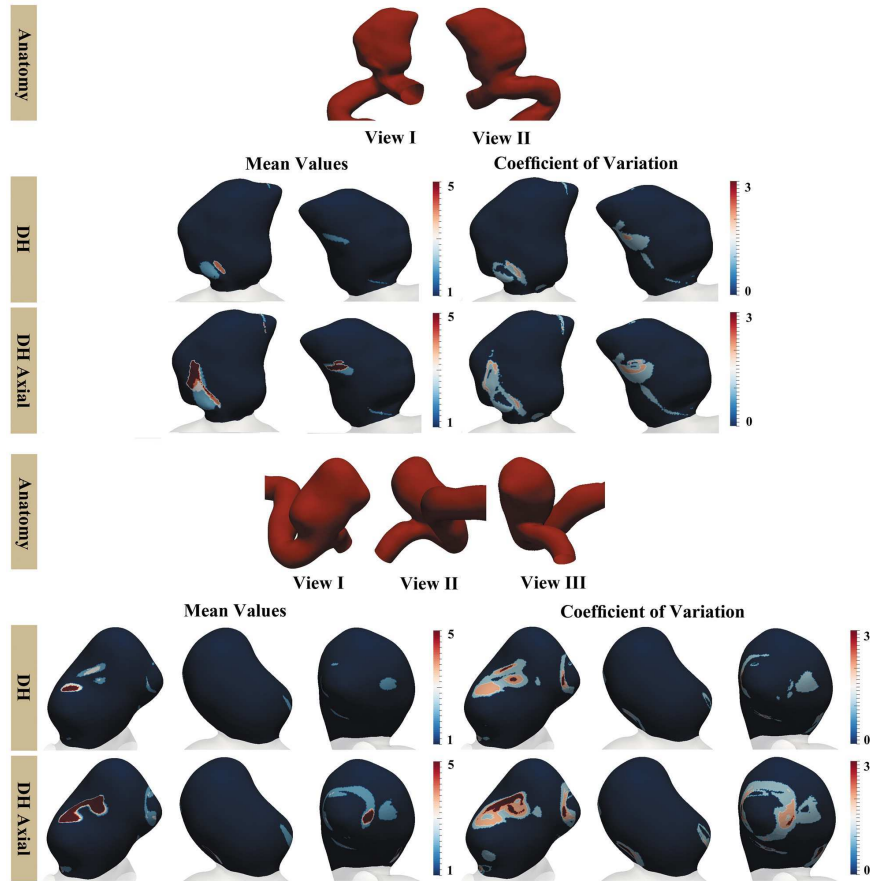 Anatomy
View I View II
Mean Values Coefficient of Variation
DH
5
1
3
0
DH Axial
5
1
3
0
Anatomy
View I View II View III
Mean Values Coefficient of Variation
DH
5
1
3
0
DH Axial
5
1
3
0